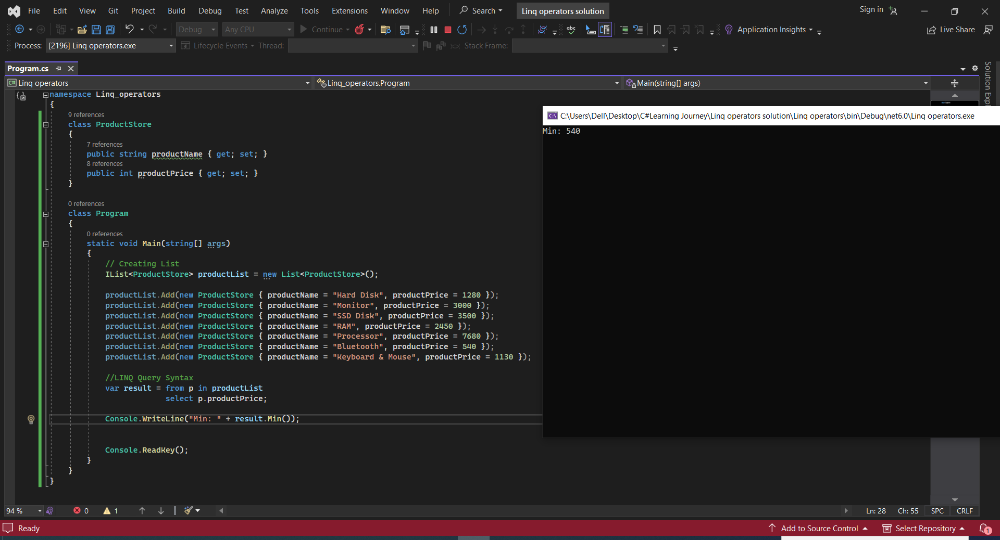 File Edit View Git Project Build Debug Test Analyze Tools Extensions Window Help Search Linq operators solution Sign in
Debug Any CPU Continue abc Application Insights Live Share
Process: [2196] Linq operators.exe Lifecycle Events Thread: Stack Frame:
Program.cs
C# Linq operators Linq_operators.Program Main(string[] args)
Solution Expl
namespace Linq_operators
{
9 references
class ProductStore
{
7 references
public string productName { get; set; }
8 references
public int productPrice { get; set; }
}
0 references
class Program
{
0 references
static void Main(string[] args)
{
// Creating List
IList<ProductStore> productList = new List<ProductStore>();
productList.Add(new ProductStore { productName = "Hard Disk", productPrice = 1280 });
productList.Add(new ProductStore { productName = "Monitor", productPrice = 3000 });
productList.Add(new ProductStore { productName = "SSD Disk", productPrice = 3500 });
productList.Add(new ProductStore { productName = "RAM", productPrice = 2450 });
productList.Add(new ProductStore { productName = "Processor", productPrice = 7680 });
productList.Add(new ProductStore { productName = "Bluetooth", productPrice = 540 });
productList.Add(new ProductStore { productName = "Keyboard & Mouse", productPrice = 1130 });
//LINQ Query Syntax
var result = from p in productList
select p.productPrice;
Console.WriteLine("Min: " + result.Min());
Console.ReadKey();
}
}
}
C:\Users\Dell\Desktop\C#Learning Journey\Linq operators solution\Linq operators\bin\Debug\net6.0\Linq operators.exe
Min: 540
94 % 0 1 Ln: 28 Ch: 55 SPC CRLF
Ready Add to Source Control Select Repository 1